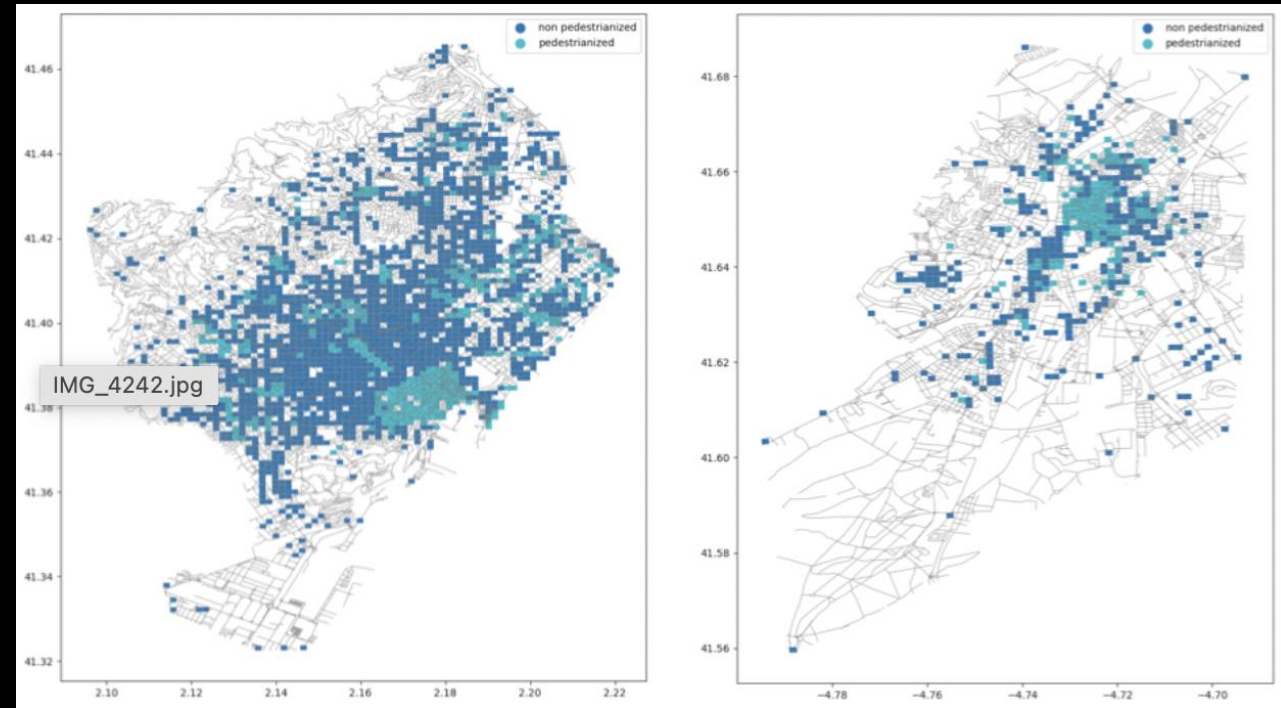 non pedestrianized
pedestrianized
41.46
41.44
41.42
41.40
IMG_4242.jpg
41.38
41.36
41.34
41.32
2.10 2.12 2.14 2.16 2.18 2.20 2.22
non pedestrianized
pedestrianized
41.68
41.66
41.64
41.62
41.60
41.58
41.56
−4.78 −4.76 −4.74 −4.72 −4.70